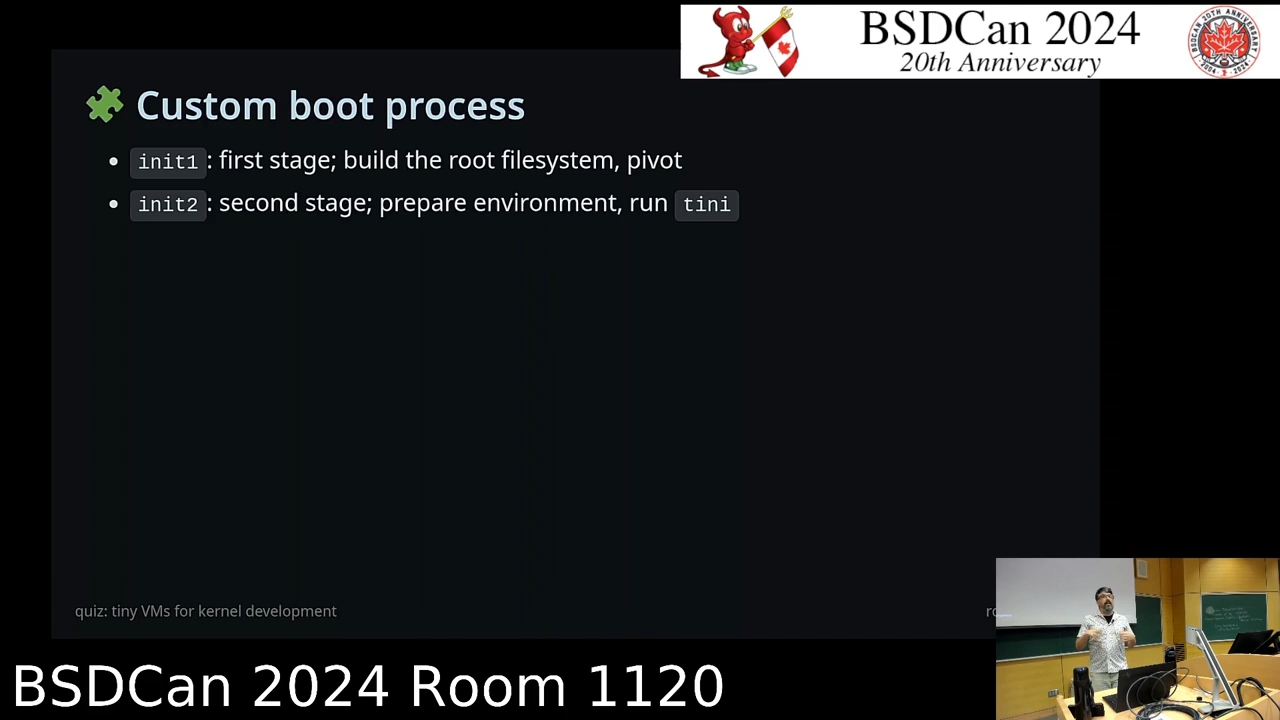 BSDCan 2024
20th Anniversary
Custom boot process
init1: first stage; build the root filesystem, pivot
init2: second stage; prepare environment, run tini
quiz: tiny VMs for kernel development
BSDCan 2024 Room 1120